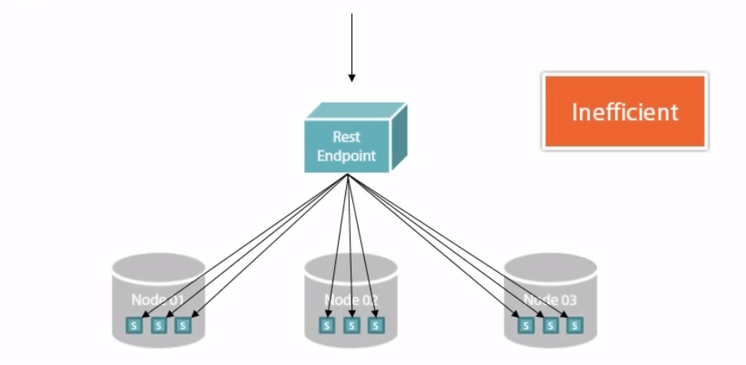 Inefficient
Rest
Endpoint
Node 01
Node 02
Node 03
S S S
S S S
S S S